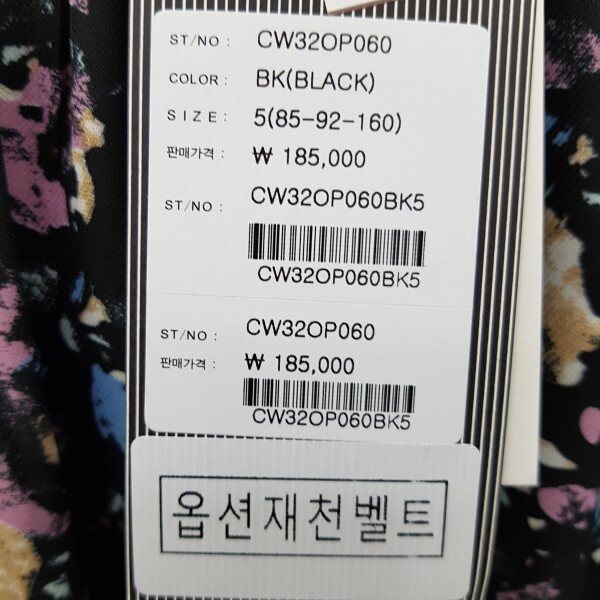 ST/NO : CW32OP060
COLOR : BK(BLACK)
SIZE : 5(85-92-160)
판매가격 : ₩ 185,000
ST/NO : CW32OP060BK5
CW32OP060BK5
ST/NO : CW32OP060
판매가격 : ₩ 185,000
CW32OP060BK5
옵션재천벨트